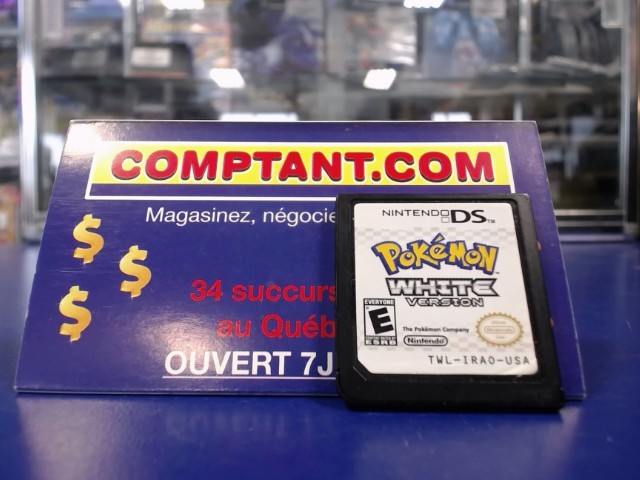 COMPTANT.COM
Magasinez, négocie
$
$
$
34 succurs
au Québ
OUVERT 7J
NINTENDO DS™
POKéMON
WHITE
VERSION
EVERYONE
E
ESRB
The Pokémon Company
Nintendo
TWL-IRAO-USA